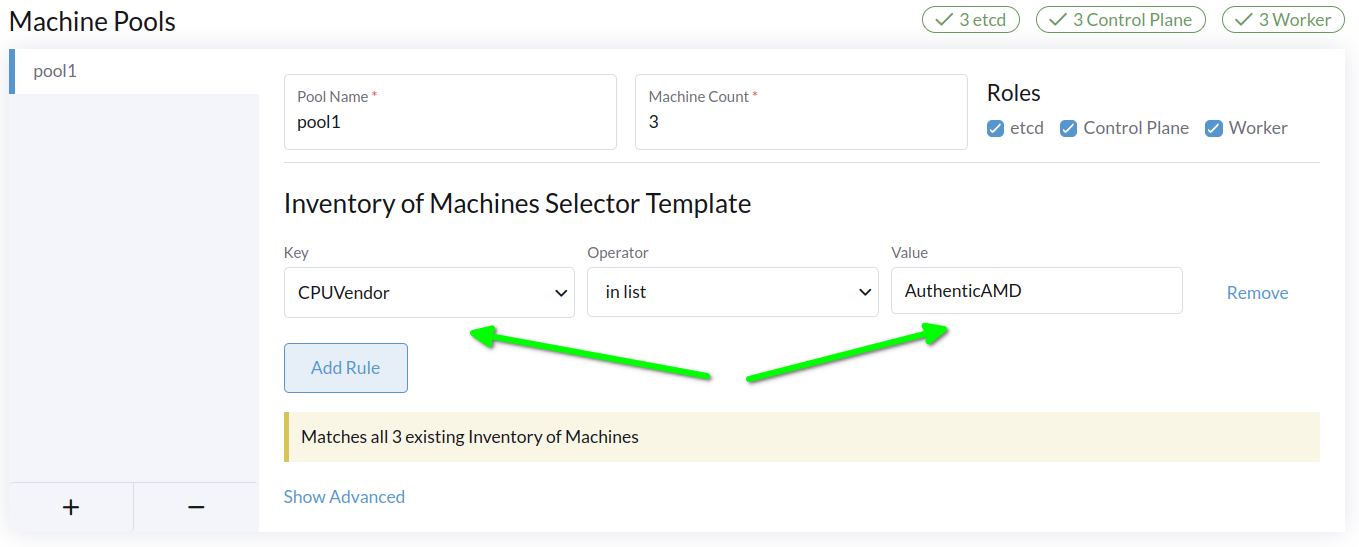 Machine Pools
✓ 3 etcd
✓ 3 Control Plane
✓ 3 Worker
pool1
Pool Name *
pool1
Machine Count *
3
Roles
etcd
Control Plane
Worker
Inventory of Machines Selector Template
Key
Operator
Value
CPUVendor
in list
AuthenticAMD
Remove
Add Rule
Matches all 3 existing Inventory of Machines
Show Advanced
+
−